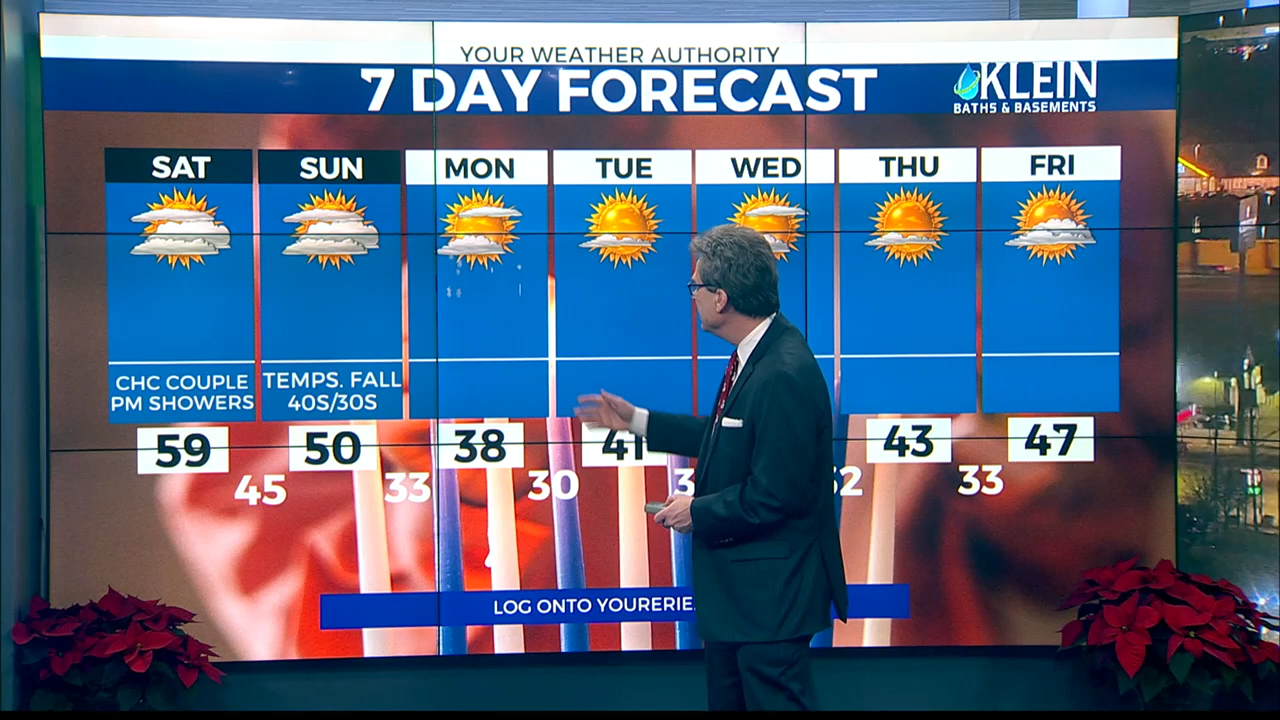 YOUR WEATHER AUTHORITY
7 DAY FORECAST
KLEIN
BATHS & BASEMENTS
SAT SUN MON TUE WED THU FRI
CHC COUPLE
PM SHOWERS
TEMPS. FALL
40S/30S
59 50 38 41 43 47
45 33 30 33
LOG ONTO YOURERIE